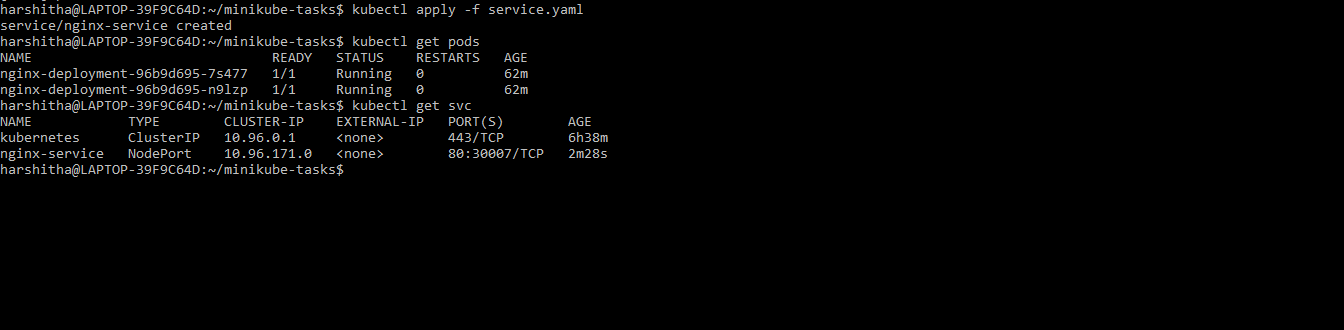 harshitha@LAPTOP-39F9C64D:~/minikube-tasks$ kubectl apply -f service.yaml
service/nginx-service created
harshitha@LAPTOP-39F9C64D:~/minikube-tasks$ kubectl get pods
NAME                              READY   STATUS    RESTARTS   AGE
nginx-deployment-96b9d695-7s477   1/1     Running   0          62m
nginx-deployment-96b9d695-n9lzp   1/1     Running   0          62m
harshitha@LAPTOP-39F9C64D:~/minikube-tasks$ kubectl get svc
NAME            TYPE        CLUSTER-IP    EXTERNAL-IP   PORT(S)        AGE
kubernetes      ClusterIP   10.96.0.1     <none>        443/TCP        6h38m
nginx-service   NodePort    10.96.171.0   <none>        80:30007/TCP   2m28s
harshitha@LAPTOP-39F9C64D:~/minikube-tasks$